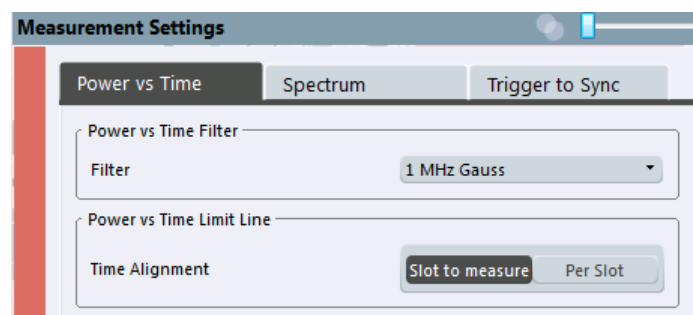 Measurement Settings
Power vs Time Spectrum Trigger to Sync
Power vs Time Filter
Filter 1 MHz Gauss
Power vs Time Limit Line
Time Alignment Slot to measure Per Slot